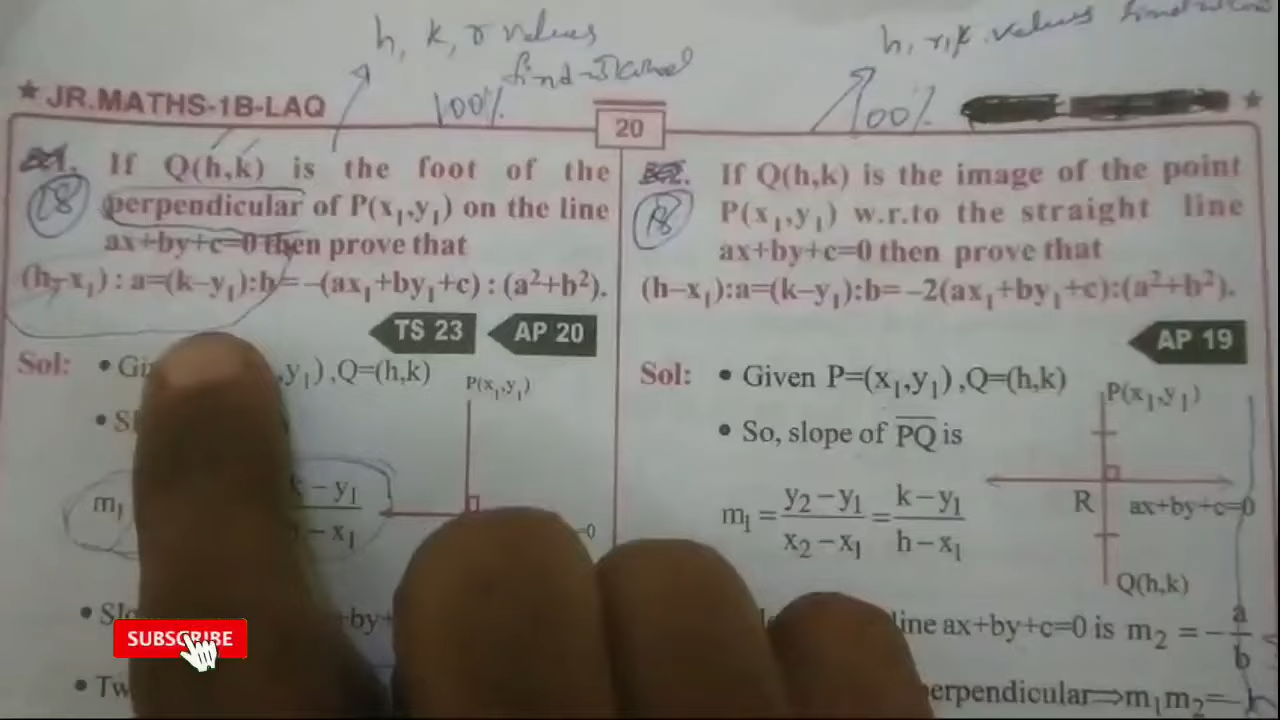 h, k, r values
find
100%
h, r, k. values
100%
★ JR.MATHS-1B-LAQ
20
★
If Q(h,k) is the foot of the
18
perpendicular of P(x₁,y₁) on the line
ax+by+c=0 then prove that
(h-x₁) : a=(k-y₁):b=-(ax₁+by₁+c) : (a²+b²).
TS 23
AP 20
Sol:
,y₁) ,Q=(h,k)
P(x₁,y₁)
m₁
k – y₁
– x₁
=0
by+
SUBSCRIBE
If Q(h,k) is the image of the point
18
P(x₁,y₁) w.r.to the straight line
ax+by+c=0 then prove that
(h–x₁):a=(k–y₁):b= –2(ax₁+by₁+c):(a²+b²).
AP 19
Sol: • Given P=(x₁,y₁) ,Q=(h,k)
P(x₁,y₁)
• So, slope of P̅Q̅ is
m₁ = y₂–y₁/x₂–x₁ = k–y₁/h–x₁
R
ax+by+c=0
Q(h,k)
line ax+by+c=0 is m₂ = –a/b
erpendicular⇒m₁m₂=–